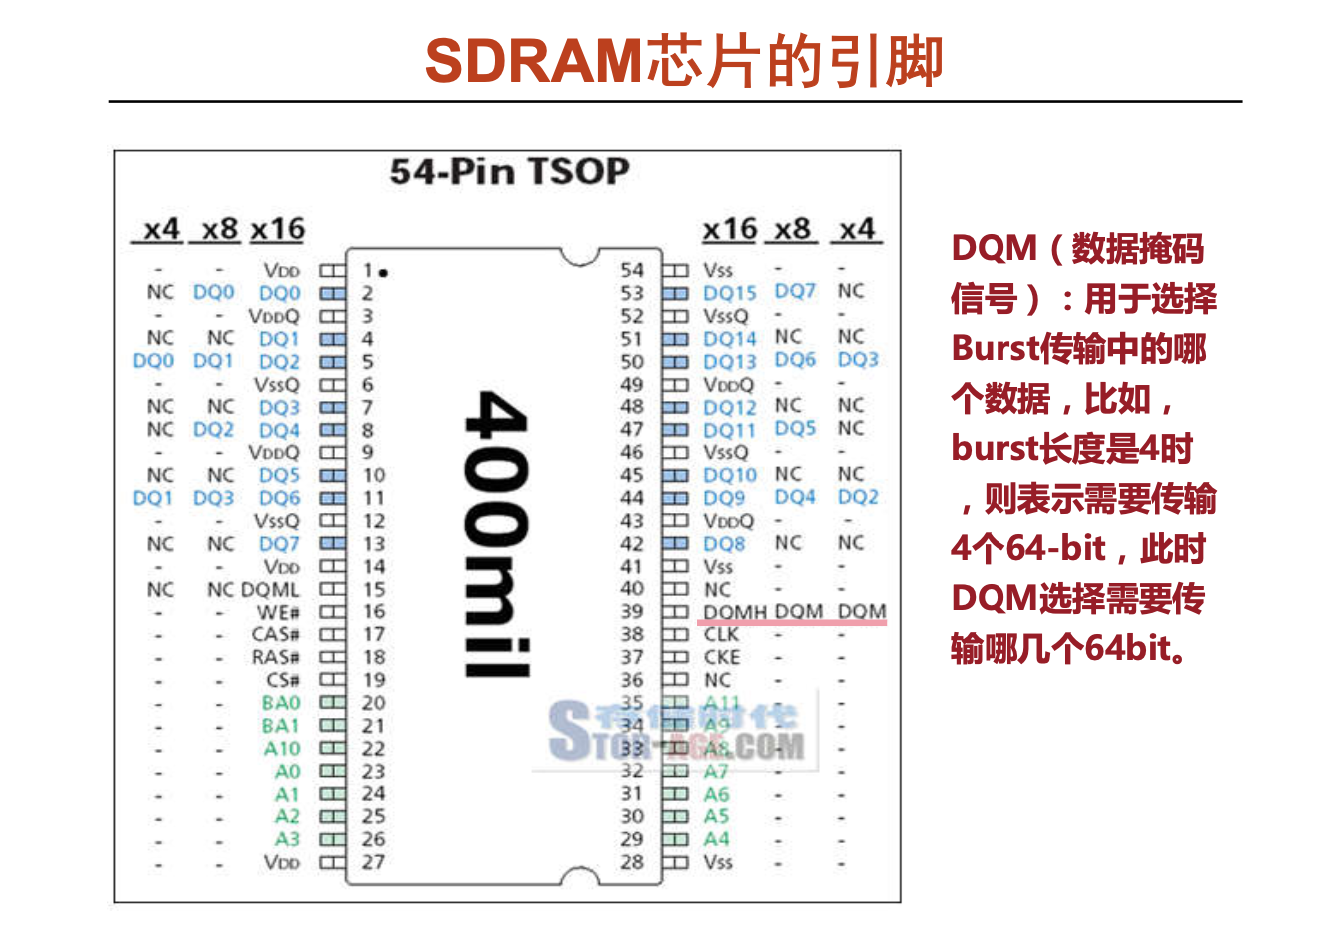 SDRAM芯片的引脚
54-Pin TSOP
x4 x8 x16 x16 x8 x4
- - VDD 1 54 Vss - -
NC DQ0 DQ0 2 53 DQ15 DQ7 NC
- - VDDQ 3 52 VssQ - -
NC NC DQ1 4 51 DQ14 NC NC
DQ0 DQ1 DQ2 5 50 DQ13 DQ6 DQ3
- - VssQ 6 49 VDDQ - -
NC NC DQ3 7 48 DQ12 NC NC
NC DQ2 DQ4 8 47 DQ11 DQ5 NC
- - VDDQ 9 46 VssQ - -
NC NC DQ5 10 45 DQ10 NC NC
DQ1 DQ3 DQ6 11 44 DQ9 DQ4 DQ2
- - VssQ 12 43 VDDQ - -
NC NC DQ7 13 42 DQ8 NC NC
- - VDD 14 41 Vss - -
NC NC DQML 15 40 NC - -
- - WE# 16 39 DQMH DQM DQM
- - CAS# 17 38 CLK - -
- - RAS# 18 37 CKE - -
- - CS# 19 36 NC - -
- - BA0 20 35 A11 - -
- - BA1 21 34 A9 - -
- - A10 22 33 A8 - -
- - A0 23 32 A7 - -
- - A1 24 31 A6 - -
- - A2 25 30 A5 - -
- - A3 26 29 A4 - -
- - VDD 27 28 Vss - -
400mil
存储时代
STOR-AGE.COM
DQM（数据掩码
信号）：用于选择
Burst传输中的哪
个数据，比如，
burst长度是4时
，则表示需要传输
4个64-bit，此时
DQM选择需要传
输哪几个64bit。